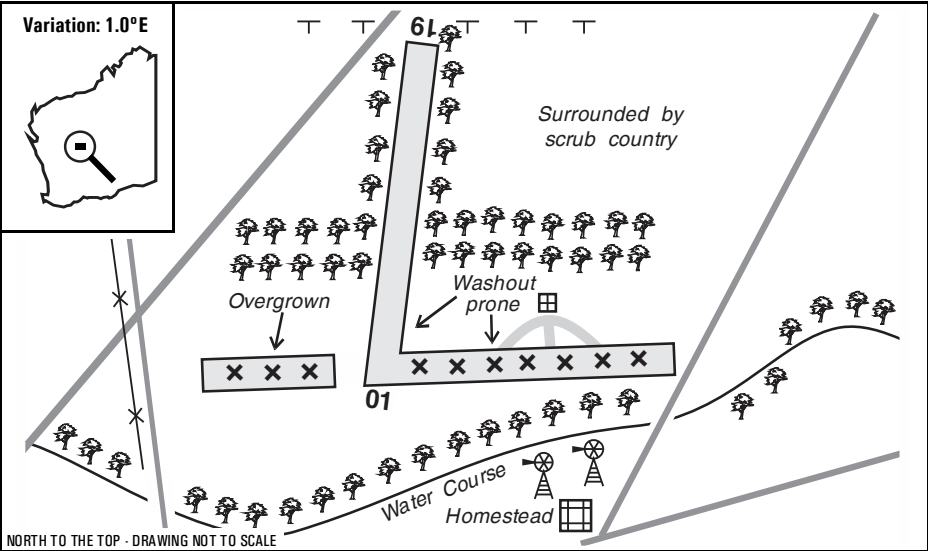 Variation: 1.0°E
19
Surrounded by
scrub country
Overgrown
Washout
prone
01
Water Course
Homestead
NORTH TO THE TOP - DRAWING NOT TO SCALE